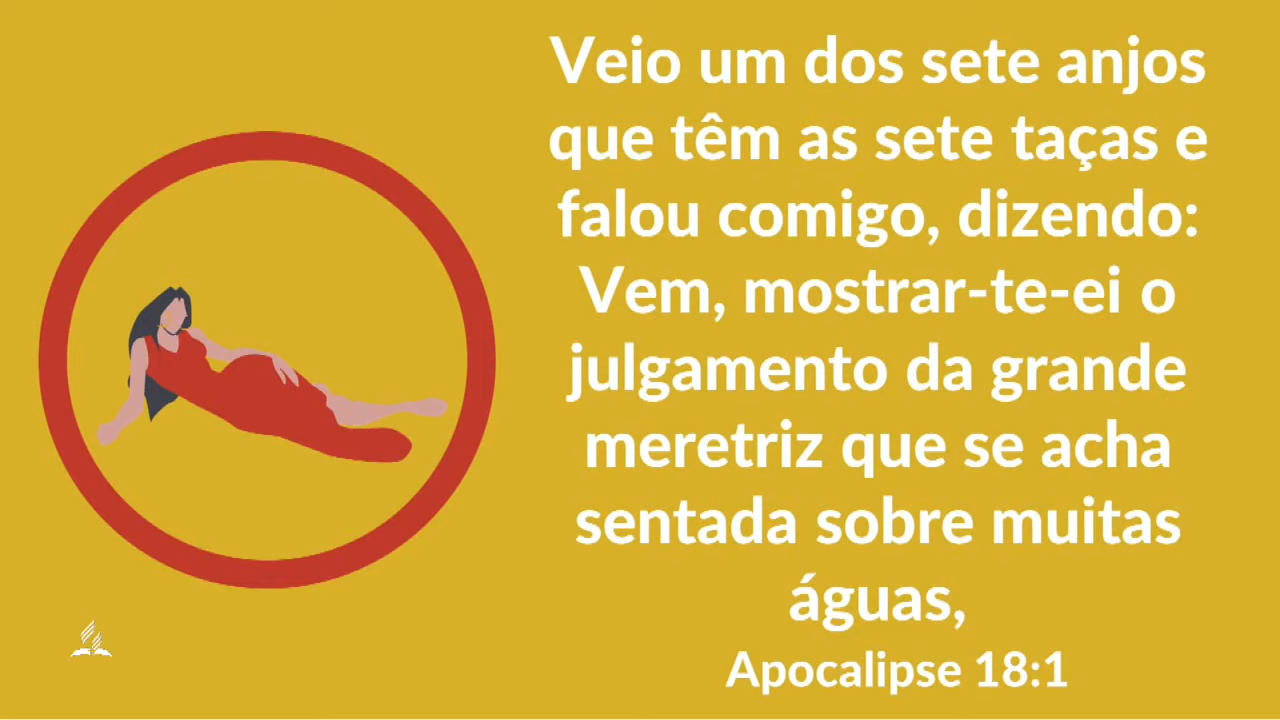 Veio um dos sete anjos
que têm as sete taças e
falou comigo, dizendo:
Vem, mostrar-te-ei o
julgamento da grande
meretriz que se acha
sentada sobre muitas
águas,
Apocalipse 18:1